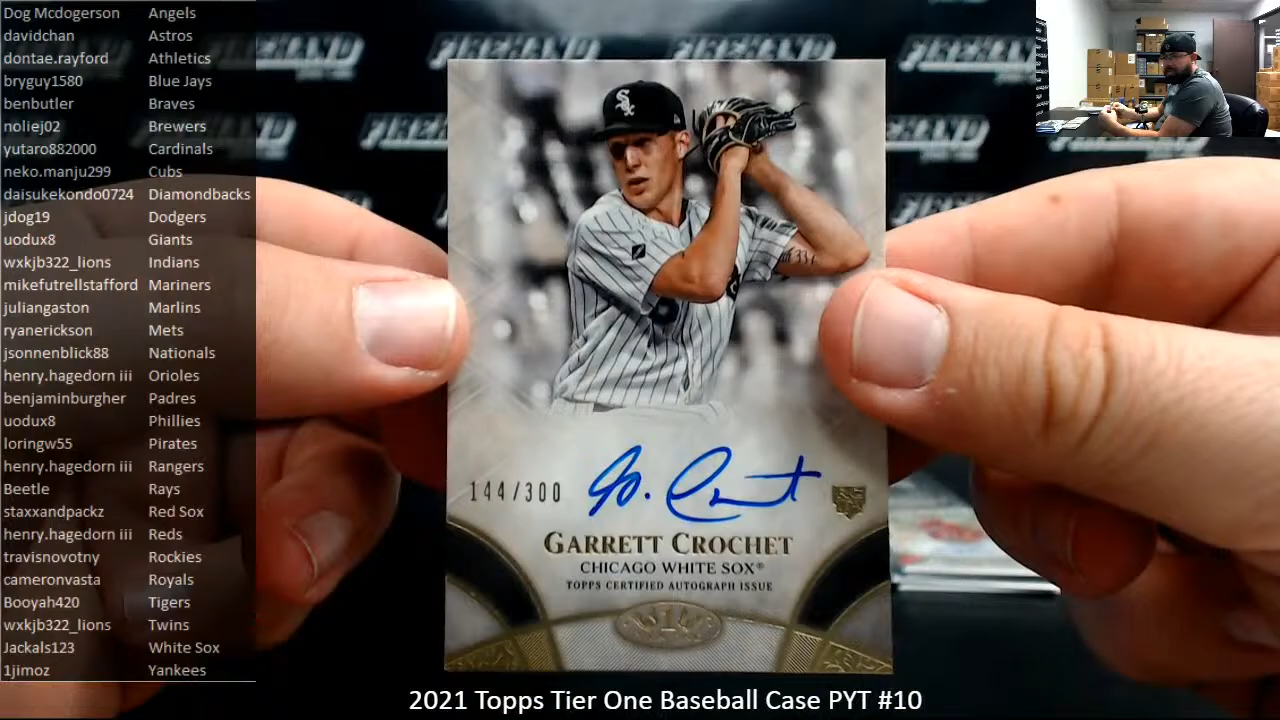 Dog Mcdogerson Angels
davidchan Astros
dontae.rayford Athletics
bryguy1580 Blue Jays
benbutler Braves
noliej02 Brewers
yutaro882000 Cardinals
neko.manju299 Cubs
daisukekondo0724 Diamondbacks
jdog19 Dodgers
uodux8 Giants
wxkjb322_lions Indians
mikefutrellstafford Mariners
juliangaston Marlins
ryanerickson Mets
jsonnenblick88 Nationals
henry.hagedorn iii Orioles
benjaminburgher Padres
uodux8 Phillies
loringw55 Pirates
henry.hagedorn iii Rangers
Beetle Rays
staxxandpackz Red Sox
henry.hagedorn iii Reds
travisnovotny Rockies
cameronvasta Royals
Booyah420 Tigers
wxkjb322_lions Twins
Jackals123 White Sox
1jimoz Yankees
FIREHAND FIREHAND FIREHAND FIREHAND
144/300
GARRETT CROCHET
CHICAGO WHITE SOX®
TOPPS CERTIFIED AUTOGRAPH ISSUE
2021 Topps Tier One Baseball Case PYT #10